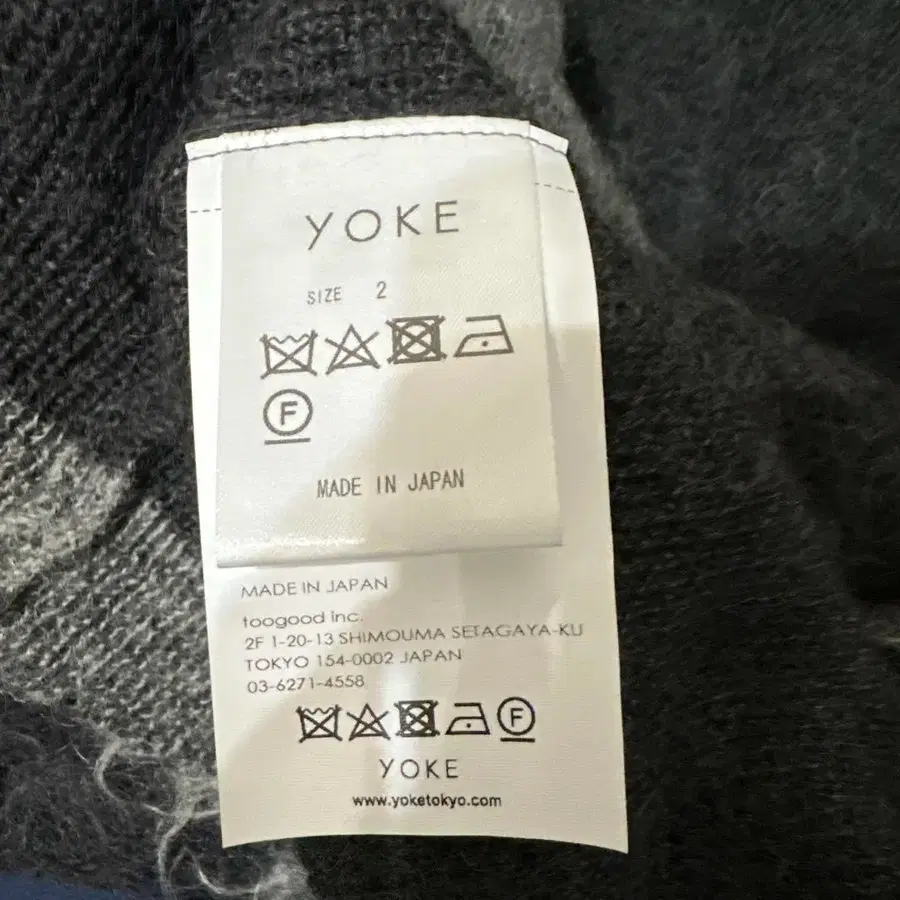 YOKE
SIZE 2
F
MADE IN JAPAN
MADE IN JAPAN
toogood inc.
2F 1-20-13 SHIMOUMA SETAGAYA-KU
TOKYO 154-0002 JAPAN
03-6271-4558
F
YOKE
www.yoketokyo.com